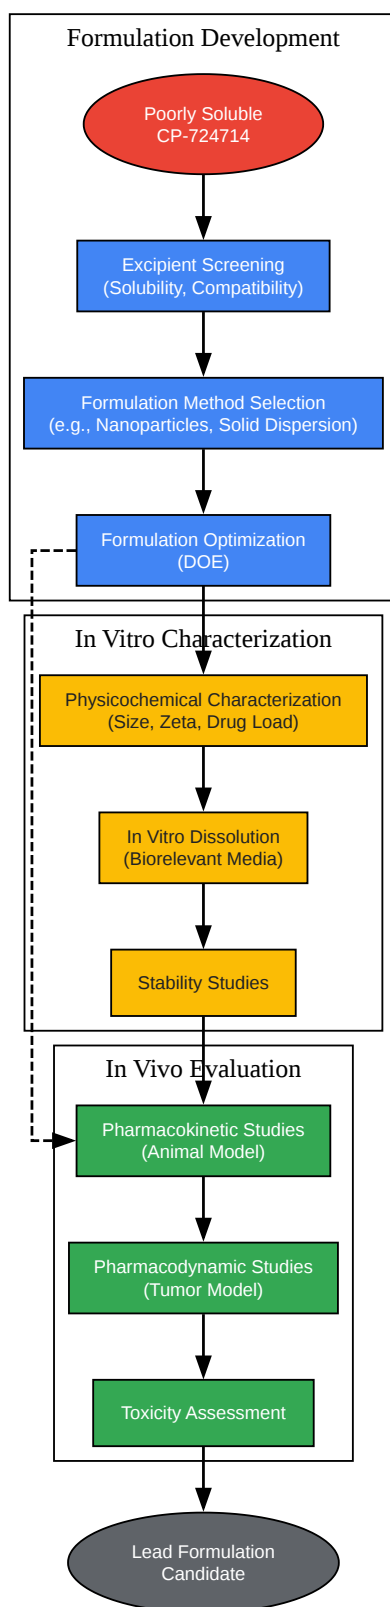 Formulation Development
Poorly Soluble
CP-724714
Excipient Screening
(Solubility, Compatibility)
Formulation Method Selection
(e.g., Nanoparticles, Solid Dispersion)
Formulation Optimization
(DOE)
In Vitro Characterization
Physicochemical Characterization
(Size, Zeta, Drug Load)
In Vitro Dissolution
(Biorelevant Media)
Stability Studies
In Vivo Evaluation
Pharmacokinetic Studies
(Animal Model)
Pharmacodynamic Studies
(Tumor Model)
Toxicity Assessment
Lead Formulation
Candidate